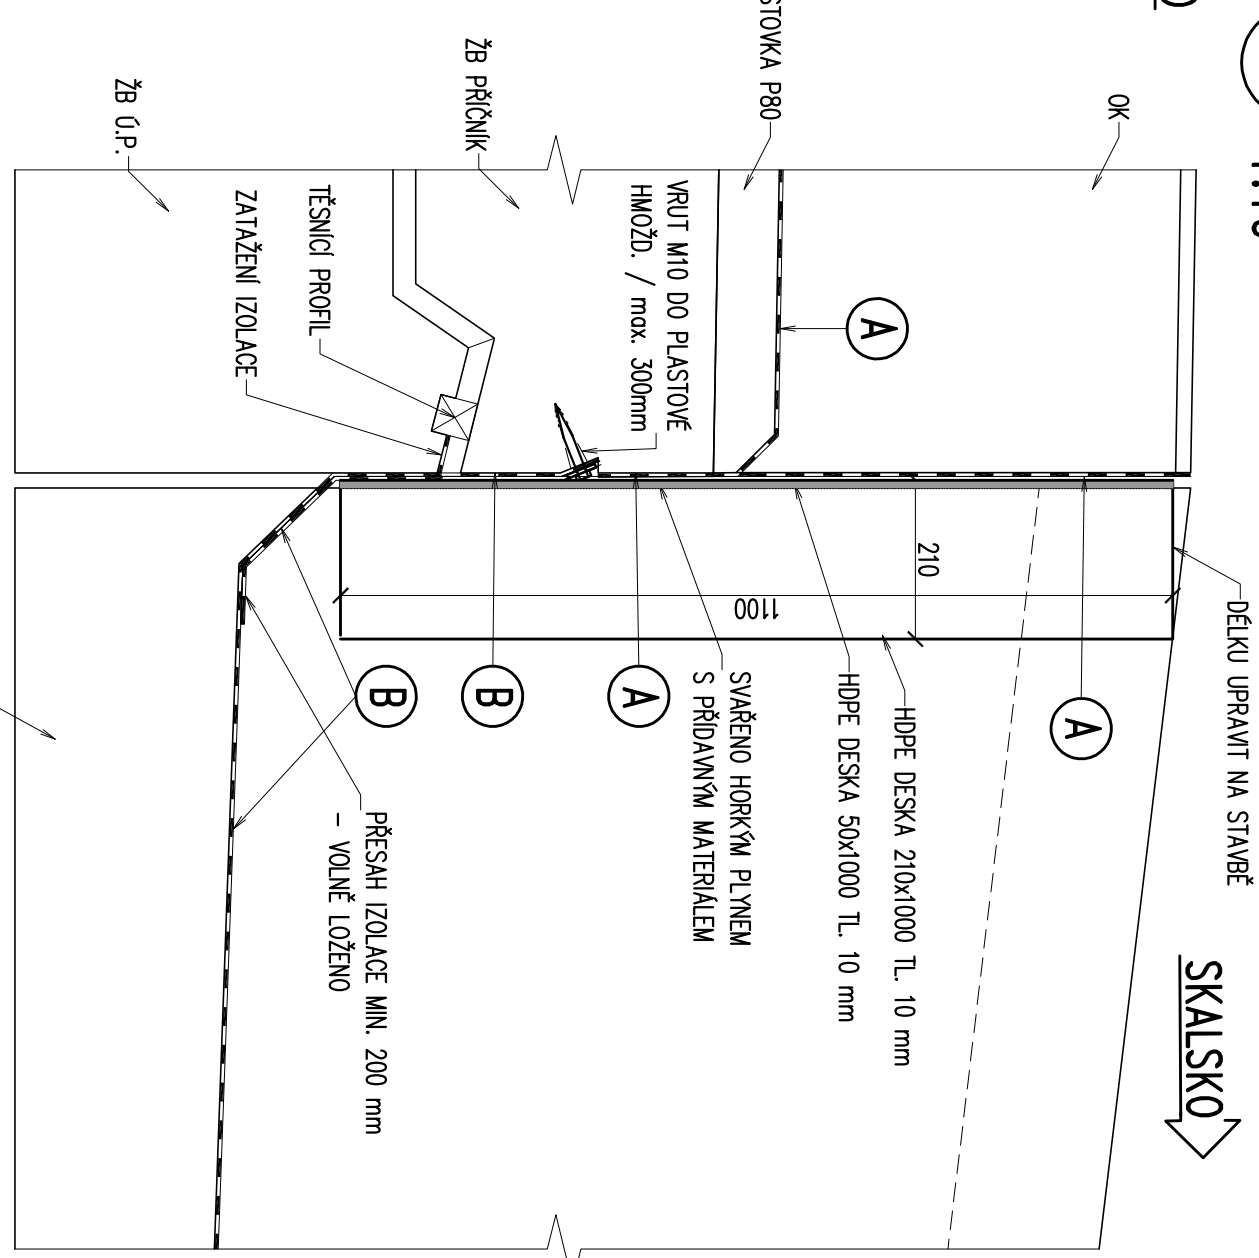 OK
P80
ŽB PŘÍČNÍK
ŽB Ú.P.
VRUT M10 DO PLASTOVÉ
HMOŽD. / max. 300mm
TĚSNÍCÍ PROFIL
ZATAŽENÍ IZOLACE
A
210
1100
DÉLKU UPRAVIT NA STAVBĚ
A
HDPE DESKA 210x1000 TL. 10 mm
HDPE DESKA 50x1000 TL. 10 mm
SVAŘENO HORKÝM PLYNEM
S PŘÍDAVNÝM MATERIÁLEM
A
B
B
PŘESAH IZOLACE MIN. 200 mm
- VOLNĚ LOŽENO
SKALSKO